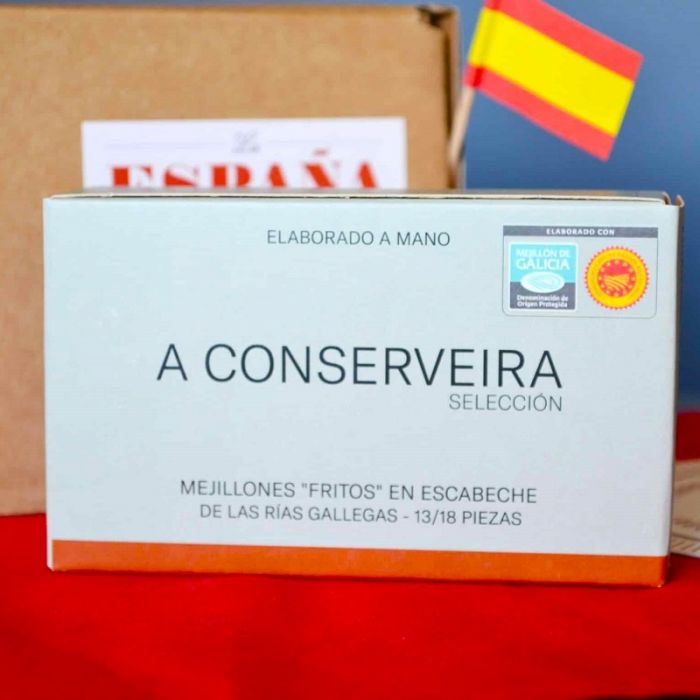 ESPAÑA
ELABORADO A MANO
ELABORADO CON
MEJILLÓN DE
GALICIA
Denominación de
Origen Protegida
A CONSERVEIRA
SELECCIÓN
MEJILLONES "FRITOS" EN ESCABECHE
DE LAS RÍAS GALLEGAS - 13/18 PIEZAS